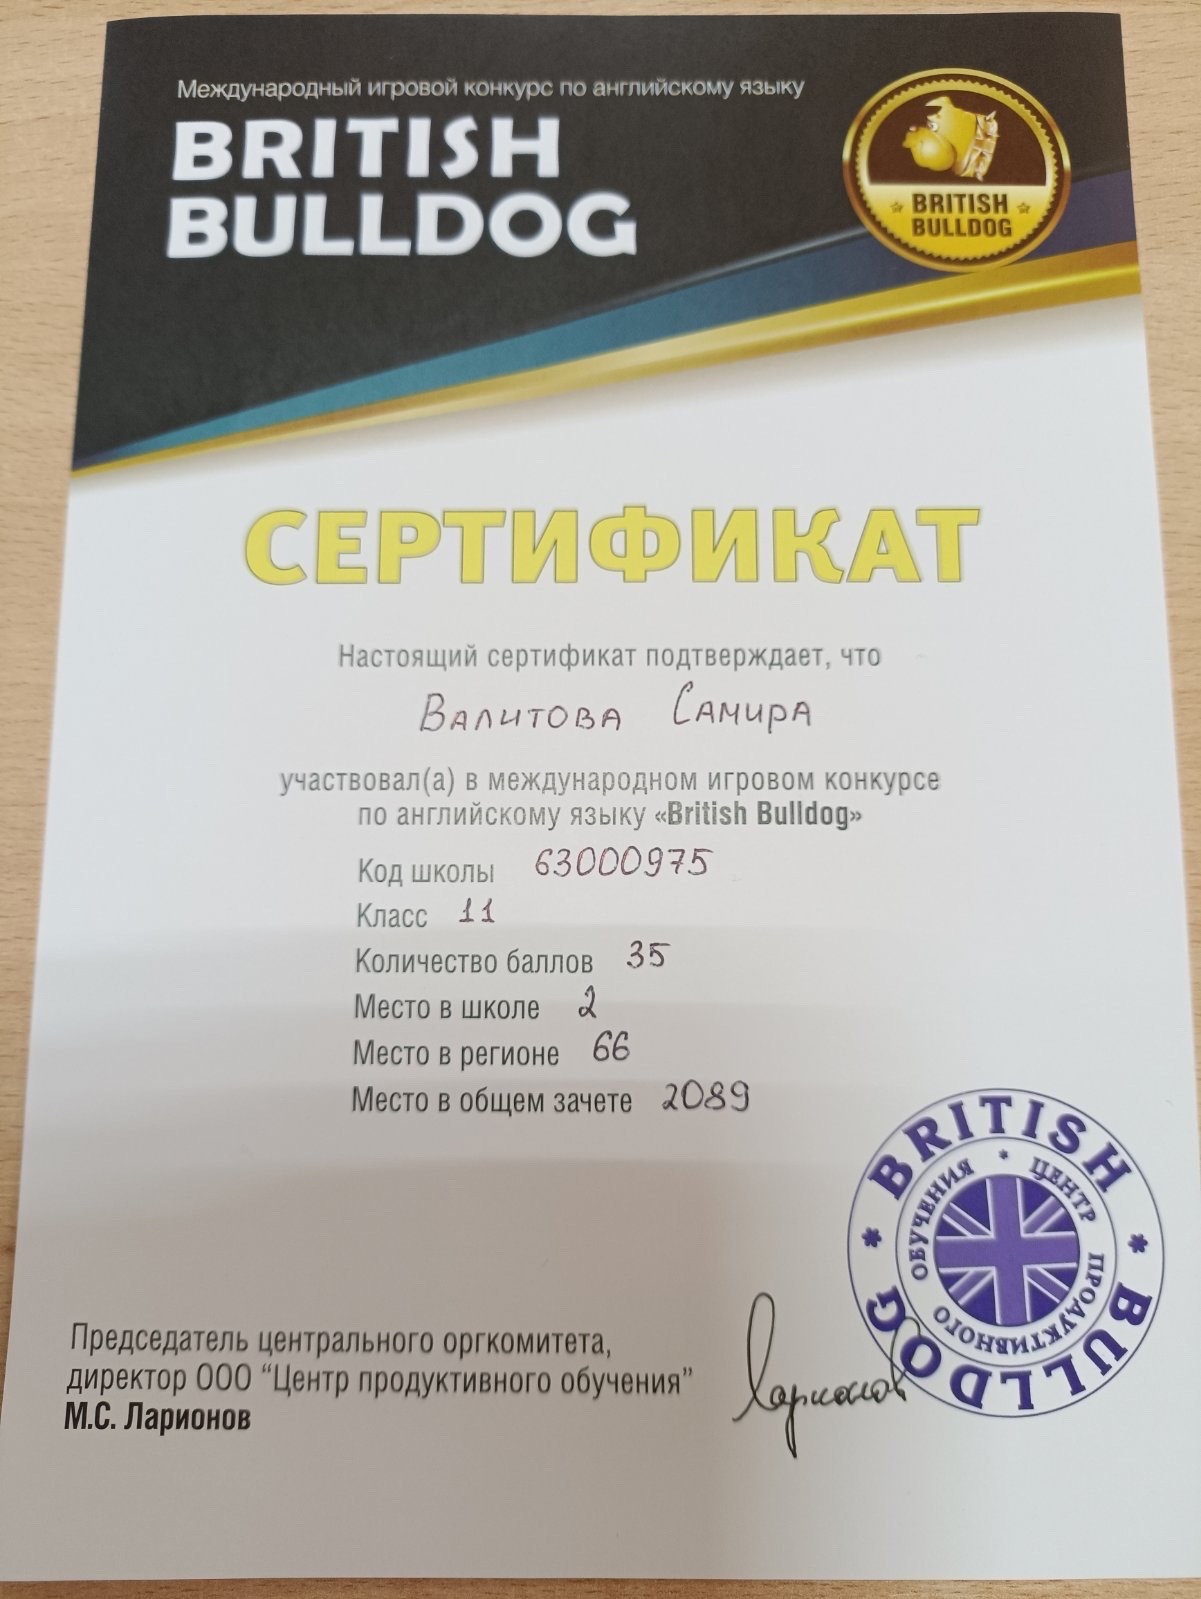 Международный игровой конкурс по английскому языку
BRITISH
BULLDOG
BRITISH
BULLDOG
СЕРТИФИКАТ
Настоящий сертификат подтверждает, что
Валитова Самира
участвовал(а) в международном игровом конкурсе
по английскому языку «British Bulldog»
Код школы 63000975
Класс 11
Количество баллов 35
Место в школе 2
Место в регионе 66
Место в общем зачете 2089
BRITISH * BULLDOG *
ЦЕНТР ПРОДУКТИВНОГО ОБУЧЕНИЯ *
Председатель центрального оргкомитета,
директор ООО “Центр продуктивного обучения”
М.С. Ларионов
Ларионов